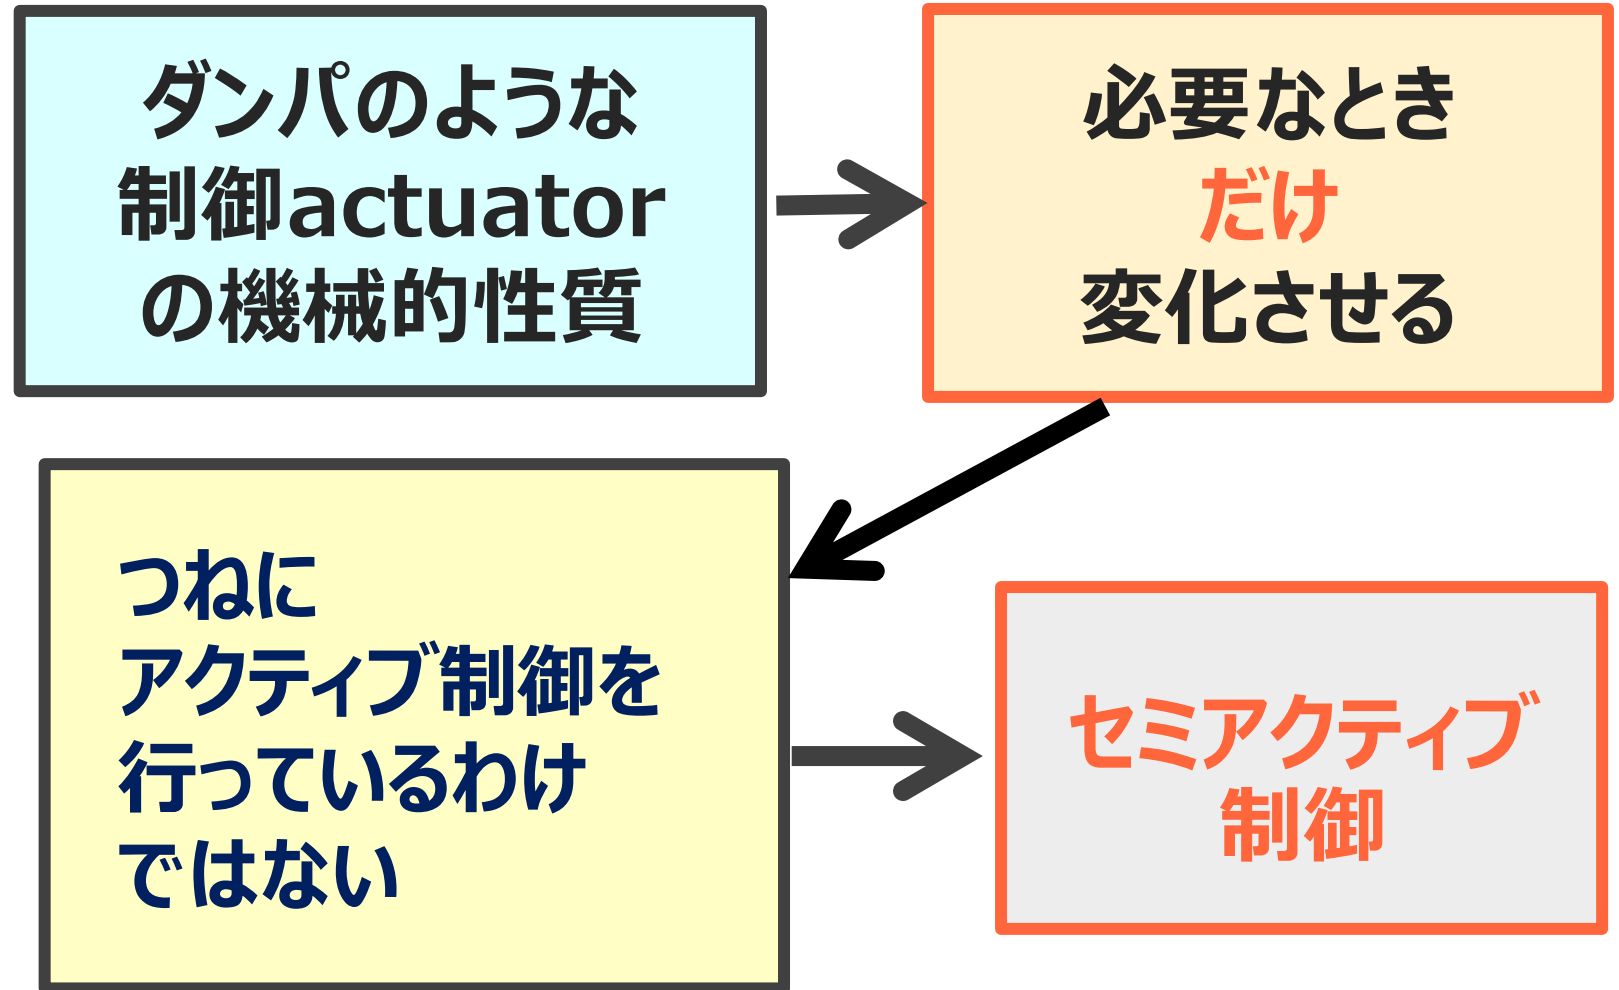 ダンパのような
制御actuator
の機械的性質
必要なとき
だけ
変化させる
つねに
アクティブ制御を
行っているわけ
ではない
セミアクティブ
制御